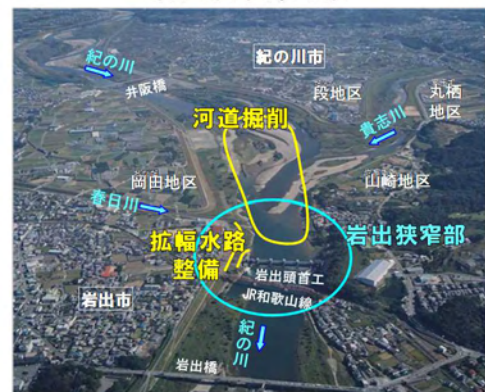 紀の川
紀の川市
井阪橋
段地区
丸栖
地区
河道掘削
貴志川
岡田地区
山崎地区
春日川
岩出狭窄部
拡幅水路
整備
岩出頭首工
JR和歌山線
岩出市
紀の川
岩出橋